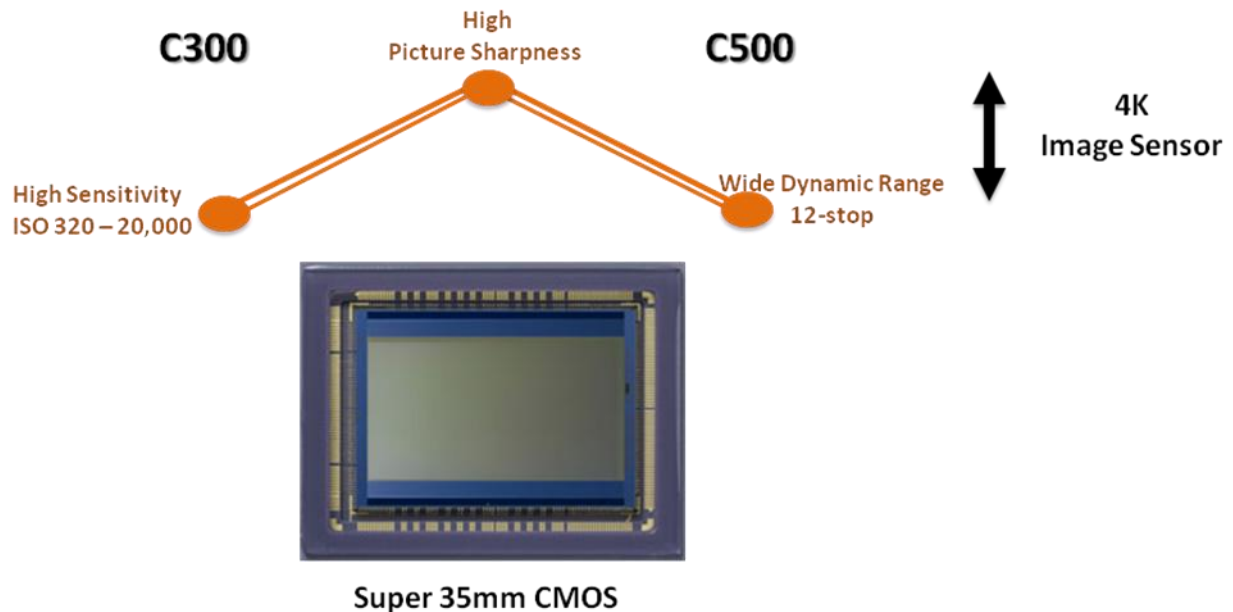 High
Picture Sharpness
C300
C500
4K
Image Sensor
High Sensitivity
ISO 320 – 20,000
Wide Dynamic Range
12-stop
Super 35mm CMOS